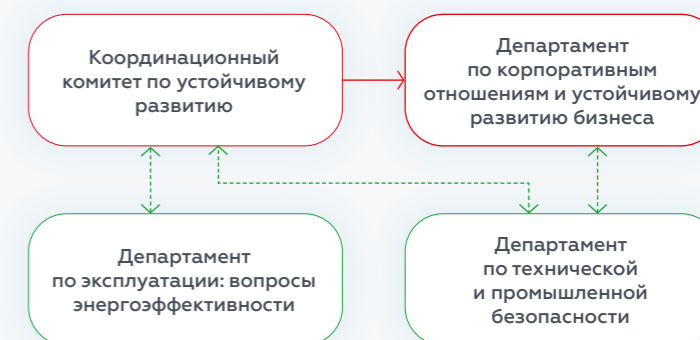 Координационный
комитет по устойчивому
развитию
Департамент
по корпоративным
отношениям и устойчивому
развитию бизнеса
Департамент
по эксплуатации: вопросы
энергоэффективности
Департамент
по технической
и промышленной
безопасности